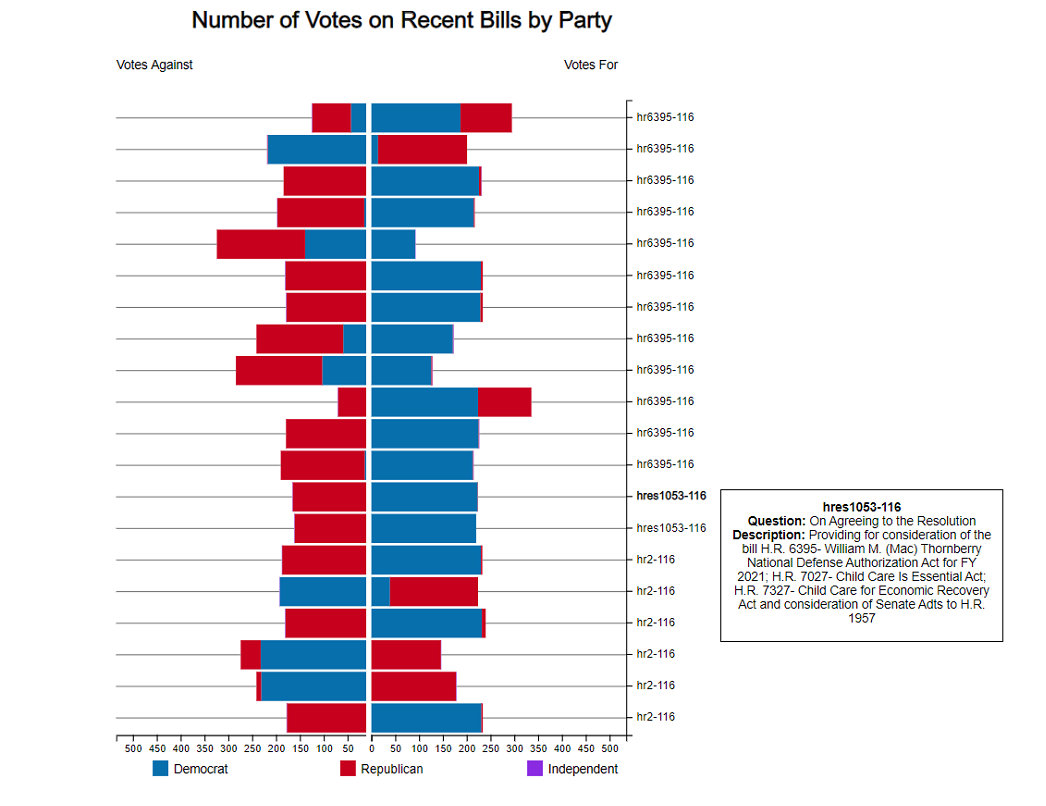 Number of Votes on Recent Bills by Party
Votes Against
Votes For
hr6395-116
hr6395-116
hr6395-116
hr6395-116
hr6395-116
hr6395-116
hr6395-116
hr6395-116
hr6395-116
hr6395-116
hr6395-116
hr6395-116
hres1053-116
hres1053-116
hr2-116
hr2-116
hr2-116
hr2-116
hr2-116
hr2-116
hres1053-116
Question: On Agreeing to the Resolution
Description: Providing for consideration of the
bill H.R. 6395- William M. (Mac) Thornberry
National Defense Authorization Act for FY
2021; H.R. 7027- Child Care Is Essential Act;
H.R. 7327- Child Care for Economic Recovery
Act and consideration of Senate Adts to H.R.
1957
500 450 400 350 300 250 200 150 100 50 0 50 100 150 200 250 300 350 400 450 500
Democrat
Republican
Independent